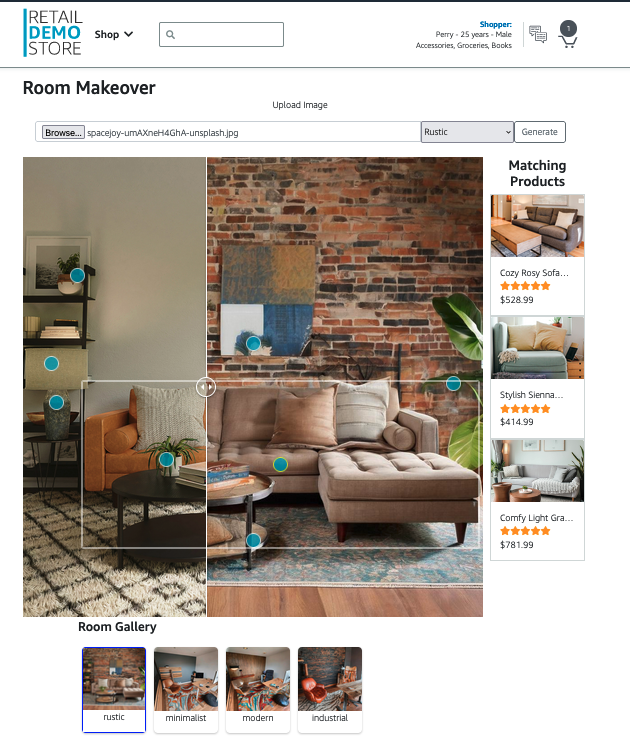 RETAIL
DEMO
STORE
Shop
Shopper:
Perry - 25 years - Male
Accessories, Groceries, Books
1
Room Makeover
Upload Image
Browse... spacejoy-umAXneH4GhA-unsplash.jpg
Rustic
Generate
Matching
Products
Cozy Rosy Sofa...
$528.99
Stylish Sienna...
$414.99
Comfy Light Gra...
$781.99
Room Gallery
rustic
minimalist
modern
industrial